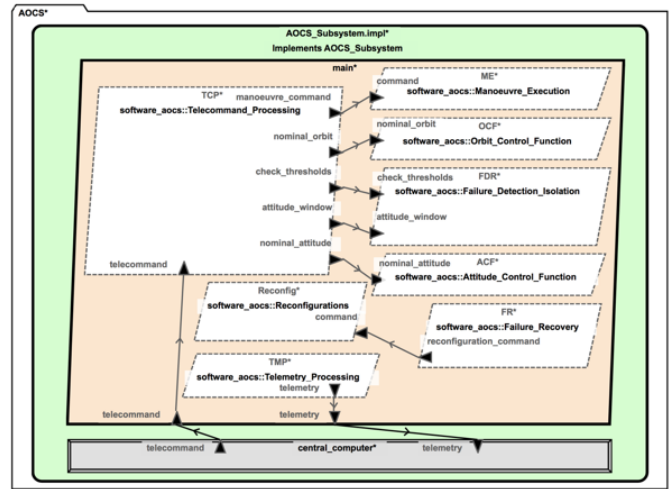 AOCS*
AOCS_Subsystem.impl*
Implements AOCS_Subsystem
main*
TCP*
manoeuvre_command
software_aocs::Telecommand_Processing
nominal_orbit
check_thresholds
attitude_window
nominal_attitude
telecommand
ME*
command
software_aocs::Manoeuvre_Execution
OCF*
nominal_orbit
software_aocs::Orbit_Control_Function
FDR*
check_thresholds
software_aocs::Failure_Detection_Isolation
attitude_window
ACF*
nominal_attitude
software_aocs::Attitude_Control_Function
Reconfig*
software_aocs::Reconfigurations
command
FR*
software_aocs::Failure_Recovery
reconfiguration_command
TMP*
software_aocs::Telemetry_Processing
telemetry
telecommand
telemetry
telecommand
central_computer*
telemetry